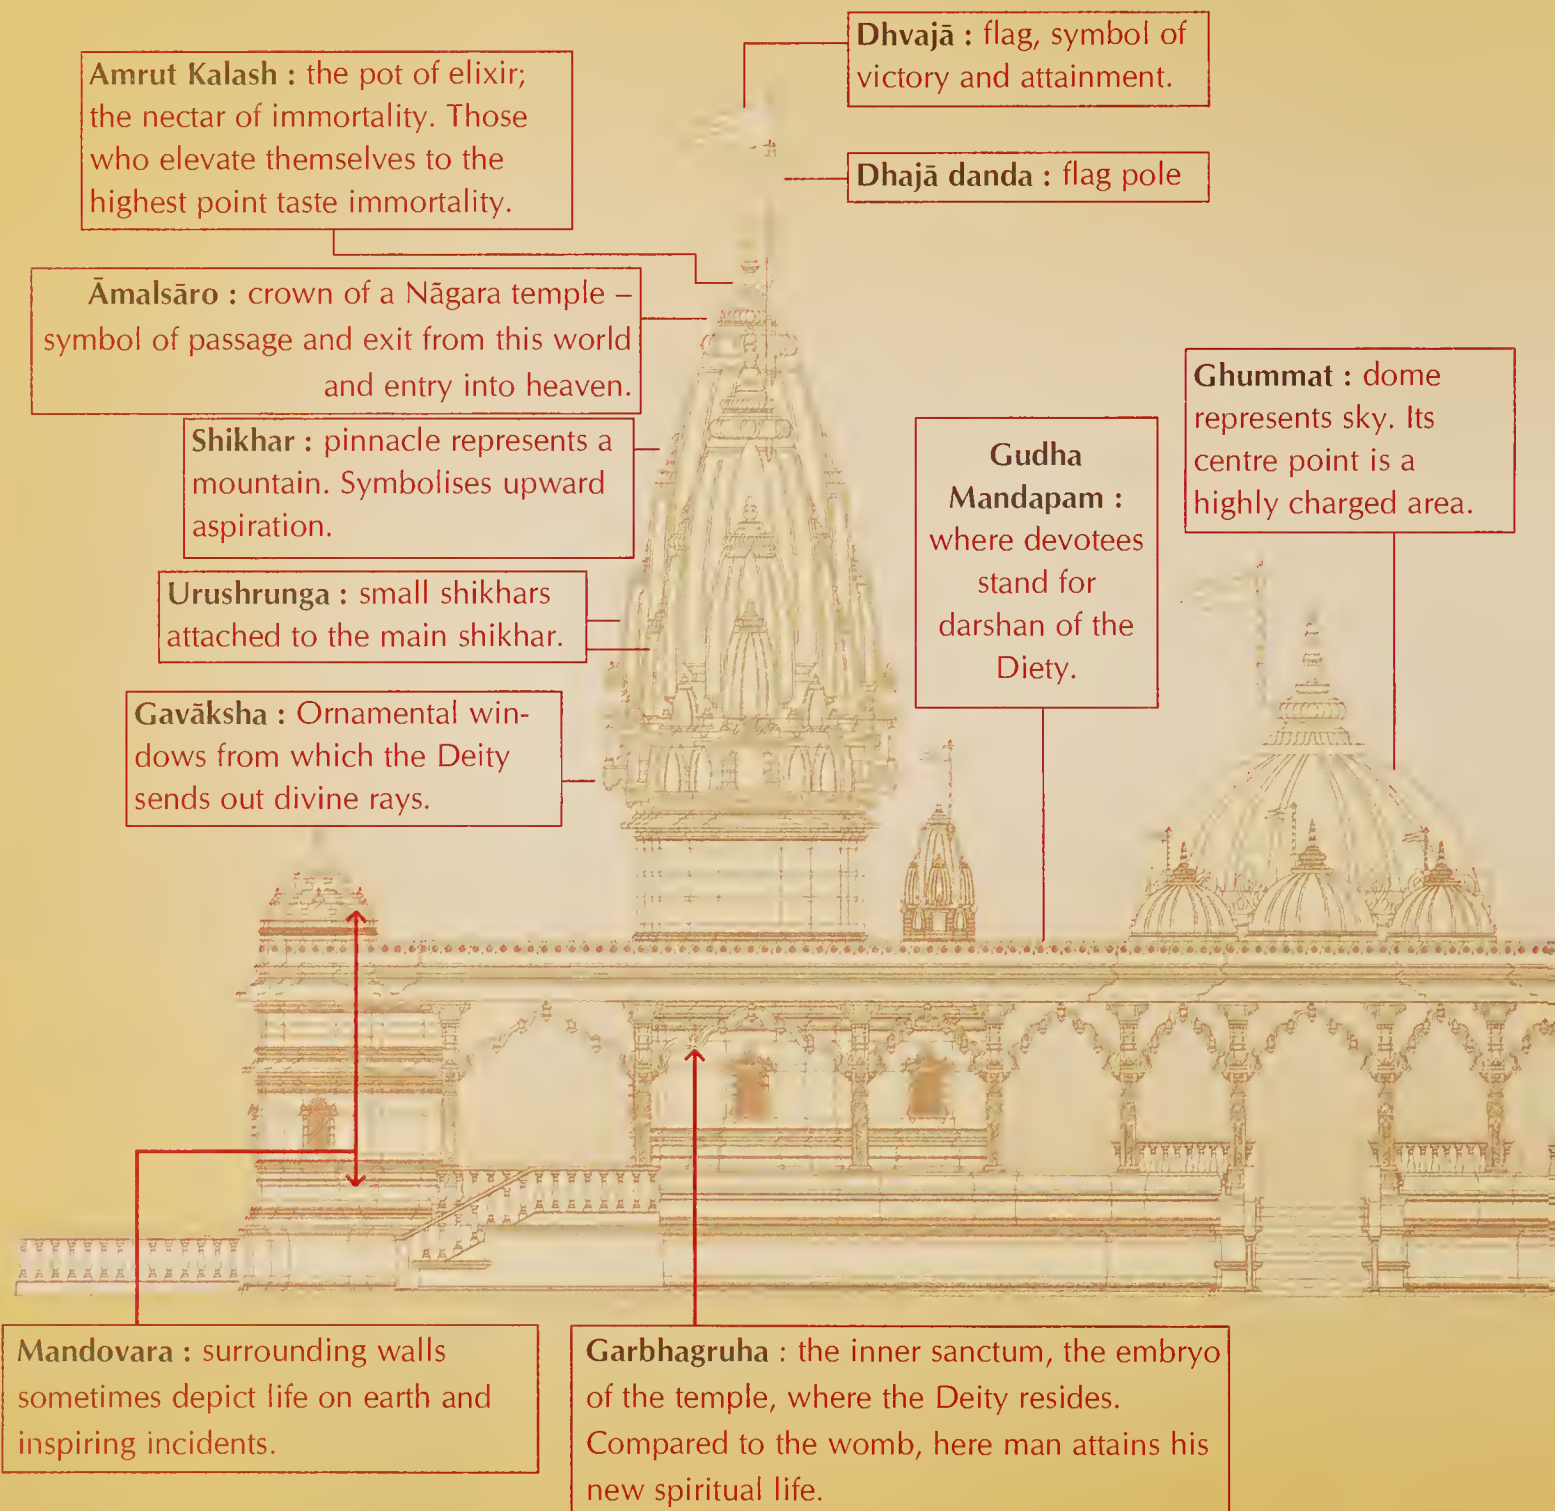 Dhvajā : flag, symbol of
victory and attainment.
Amrut Kalash : the pot of elixir;
the nectar of immortality. Those
who elevate themselves to the
highest point taste immortality.
Dhajā danda : flag pole
Āmalsāro : crown of a Nāgara temple –
symbol of passage and exit from this world
and entry into heaven.
Ghummat : dome
represents sky. Its
centre point is a
highly charged area.
Shikhar : pinnacle represents a
mountain. Symbolises upward
aspiration.
Gudha
Mandapam :
where devotees
stand for
darshan of the
Diety.
Urushrunga : small shikhars
attached to the main shikhar.
Gavāksha : Ornamental win-
dows from which the Deity
sends out divine rays.
Mandovara : surrounding walls
sometimes depict life on earth and
inspiring incidents.
Garbhagruha : the inner sanctum, the embryo
of the temple, where the Deity resides.
Compared to the womb, here man attains his
new spiritual life.